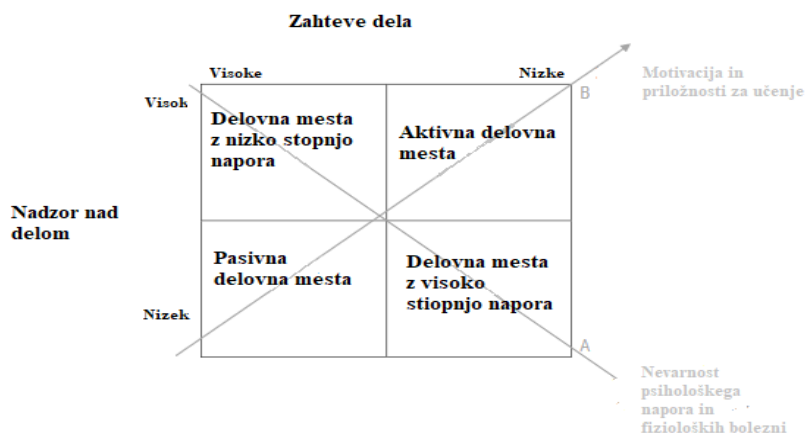 Zahteve dela
Visoke
Nizke
Visok
B
Motivacija in
priložnosti za učenje
Delovna mesta
z nizko stopnjo
napora
Aktivna delovna
mesta
Nadzor nad
delom
Pasivna
delovna mesta
Delovna mesta
z visoko
stiopnjo napora
Nizek
A
Nevarnost
psihološkega
napora in
fizioloških bolezni